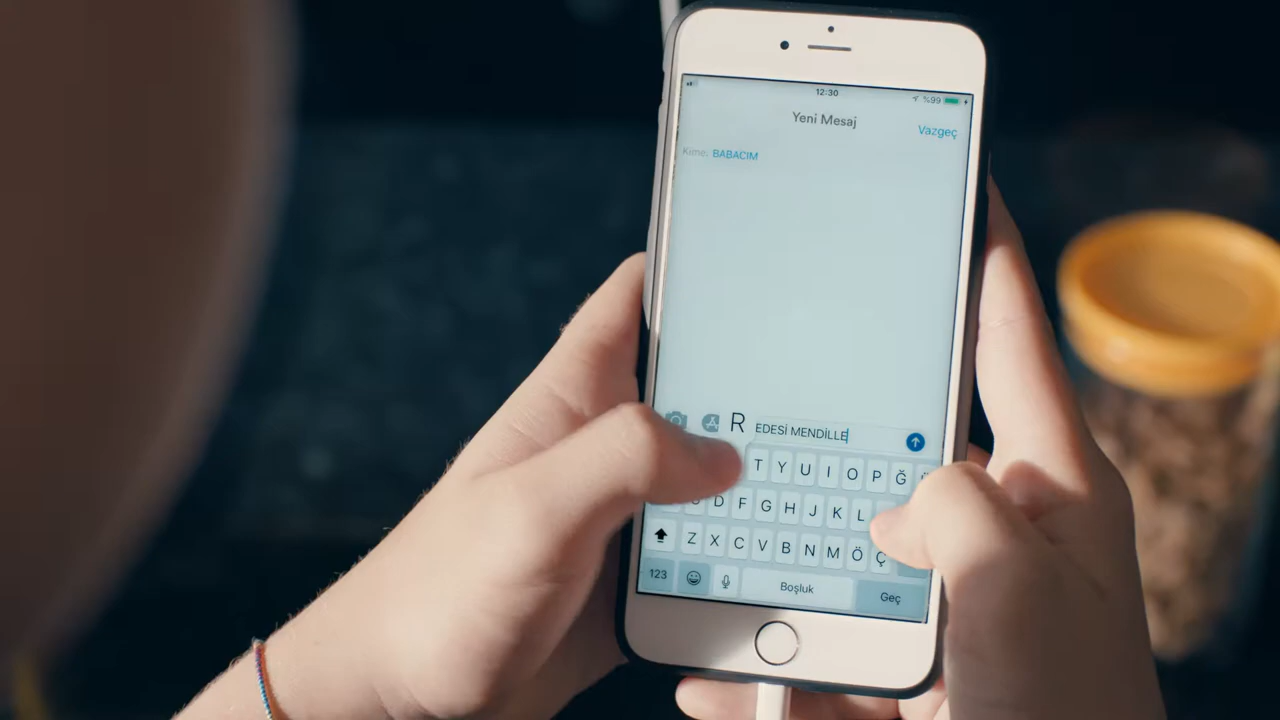 12:30
%99
Yeni Mesaj
Vazgeç
Kime: BABACIM
R
EDESİ MENDİLLE
T Y U I O P Ğ
D F G H J K L
Z X C V B N M Ö Ç
123 Boşluk Geç